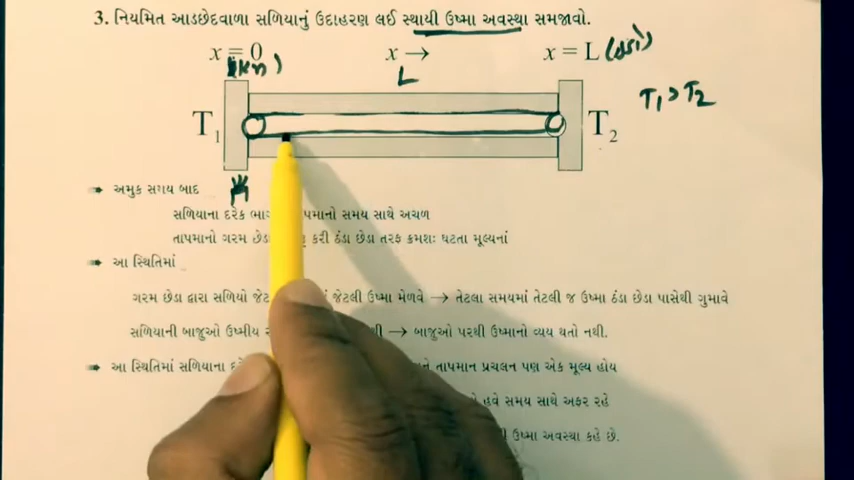 3. નિયમિત આડછેદવાળા સળિયાનું ઉદાહરણ લઈ સ્થાયી ઉષ્મા અવસ્થા સમજાવો.
x = 0 x → x = L
L
T₁ T₂ T₁ > T₂
અમુક સમય બાદ
સળિયાના દરેક તાપમાનો સમય સાથે અચળ
તાપમાનો ગરમ કરી ઠંડા છેડા તરફ ક્રમશઃ ઘટતા મૂલ્યનાં
આ સ્થિતિમાં
ગરમ છેડા દ્વારા સળિયો જેટલી ઉષ્મા મેળવે → તેટલા સમયમાં તેટલી જ ઉષ્મા ઠંડા છેડા પાસેથી ગુમાવે
સળિયાની બાજુઓ ઉષ્મીય → બાજુઓ પરથી ઉષ્માનો વ્યય થતો નથી.
આ સ્થિતિમાં સળિયાના તાપમાન પ્રચલન પણ એક મૂલ્ય હોય
હવે સમય સાથે અફર રહે
ઉષ્મા અવસ્થા કહે છે.